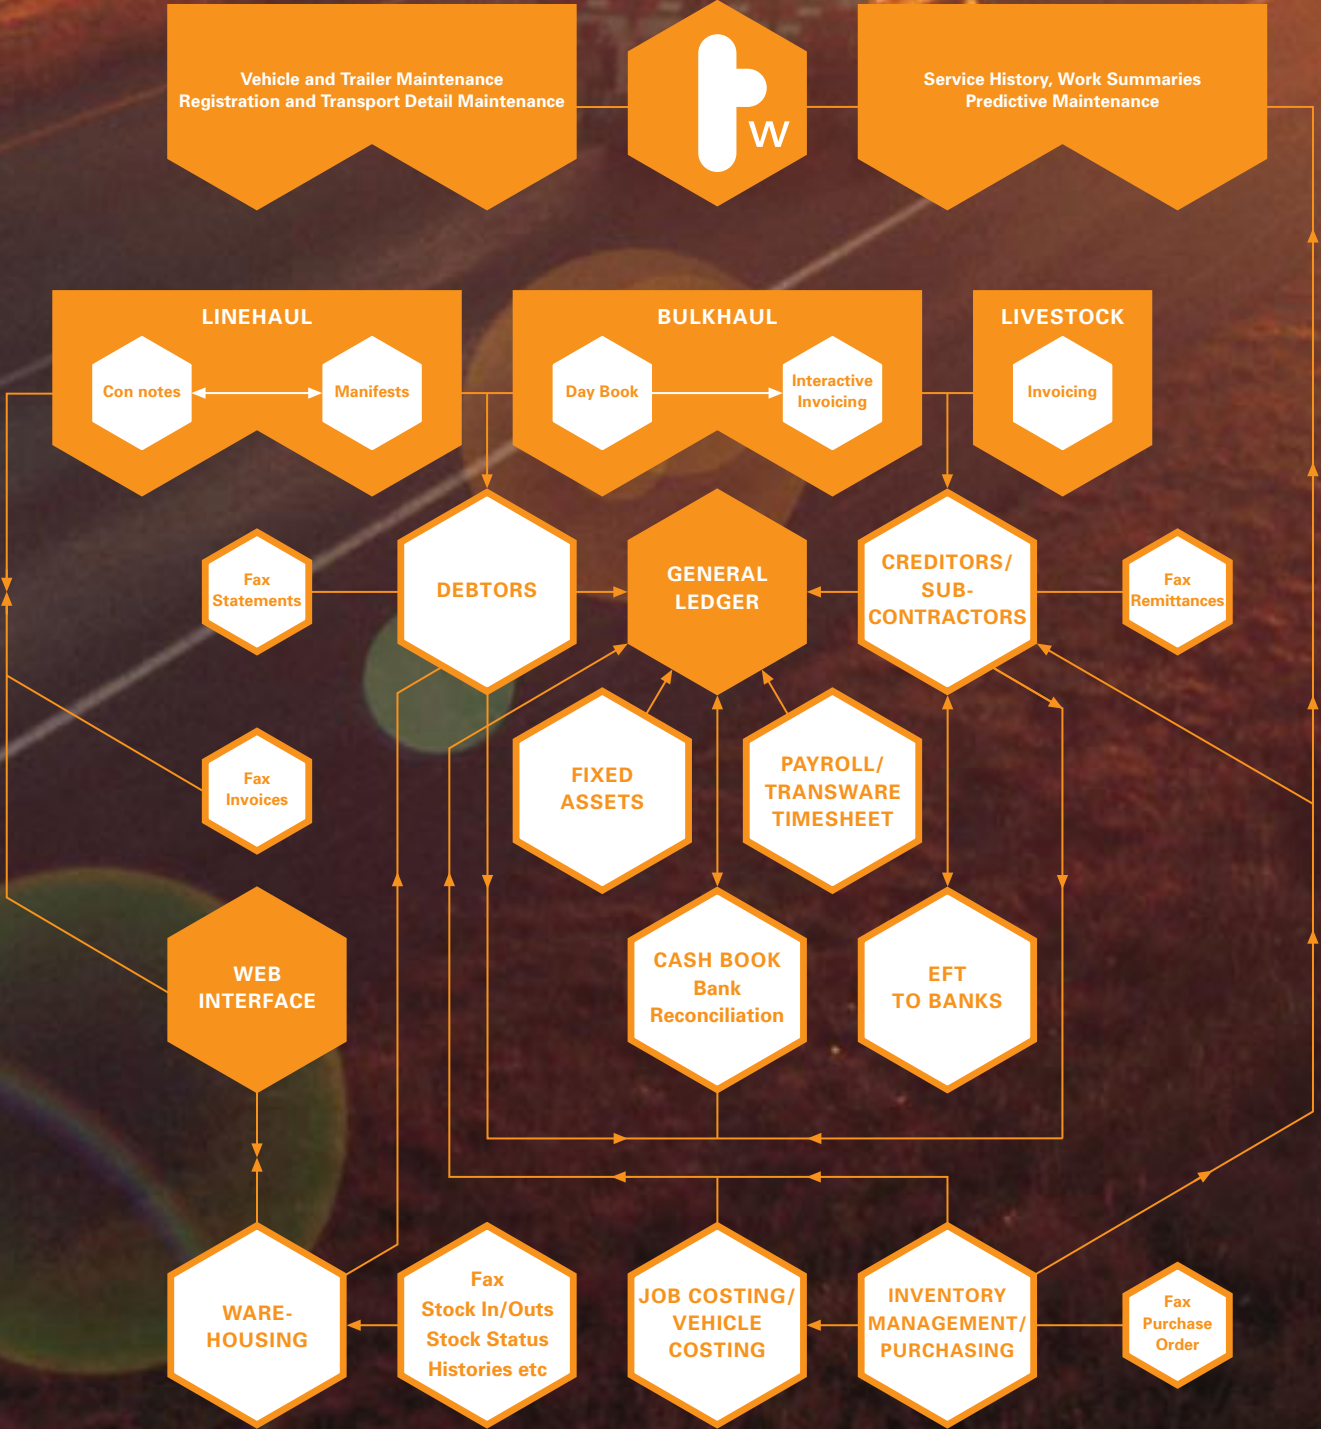 Vehicle and Trailer Maintenance
Registration and Transport Detail Maintenance
w
Service History, Work Summaries
Predictive Maintenance
LINEHAUL
Con notes
Manifests
BULKHAUL
Day Book
Interactive
Invoicing
LIVESTOCK
Invoicing
Fax
Statements
DEBTORS
GENERAL
LEDGER
CREDITORS/
SUB-
CONTRACTORS
Fax
Remittances
Fax
Invoices
FIXED
ASSETS
PAYROLL/
TRANSWARE
TIMESHEET
WEB
INTERFACE
CASH BOOK
Bank
Reconciliation
EFT
TO BANKS
WARE-
HOUSING
Fax
Stock In/Outs
Stock Status
Histories etc
JOB COSTING/
VEHICLE
COSTING
INVENTORY
MANAGEMENT/
PURCHASING
Fax
Purchase
Order